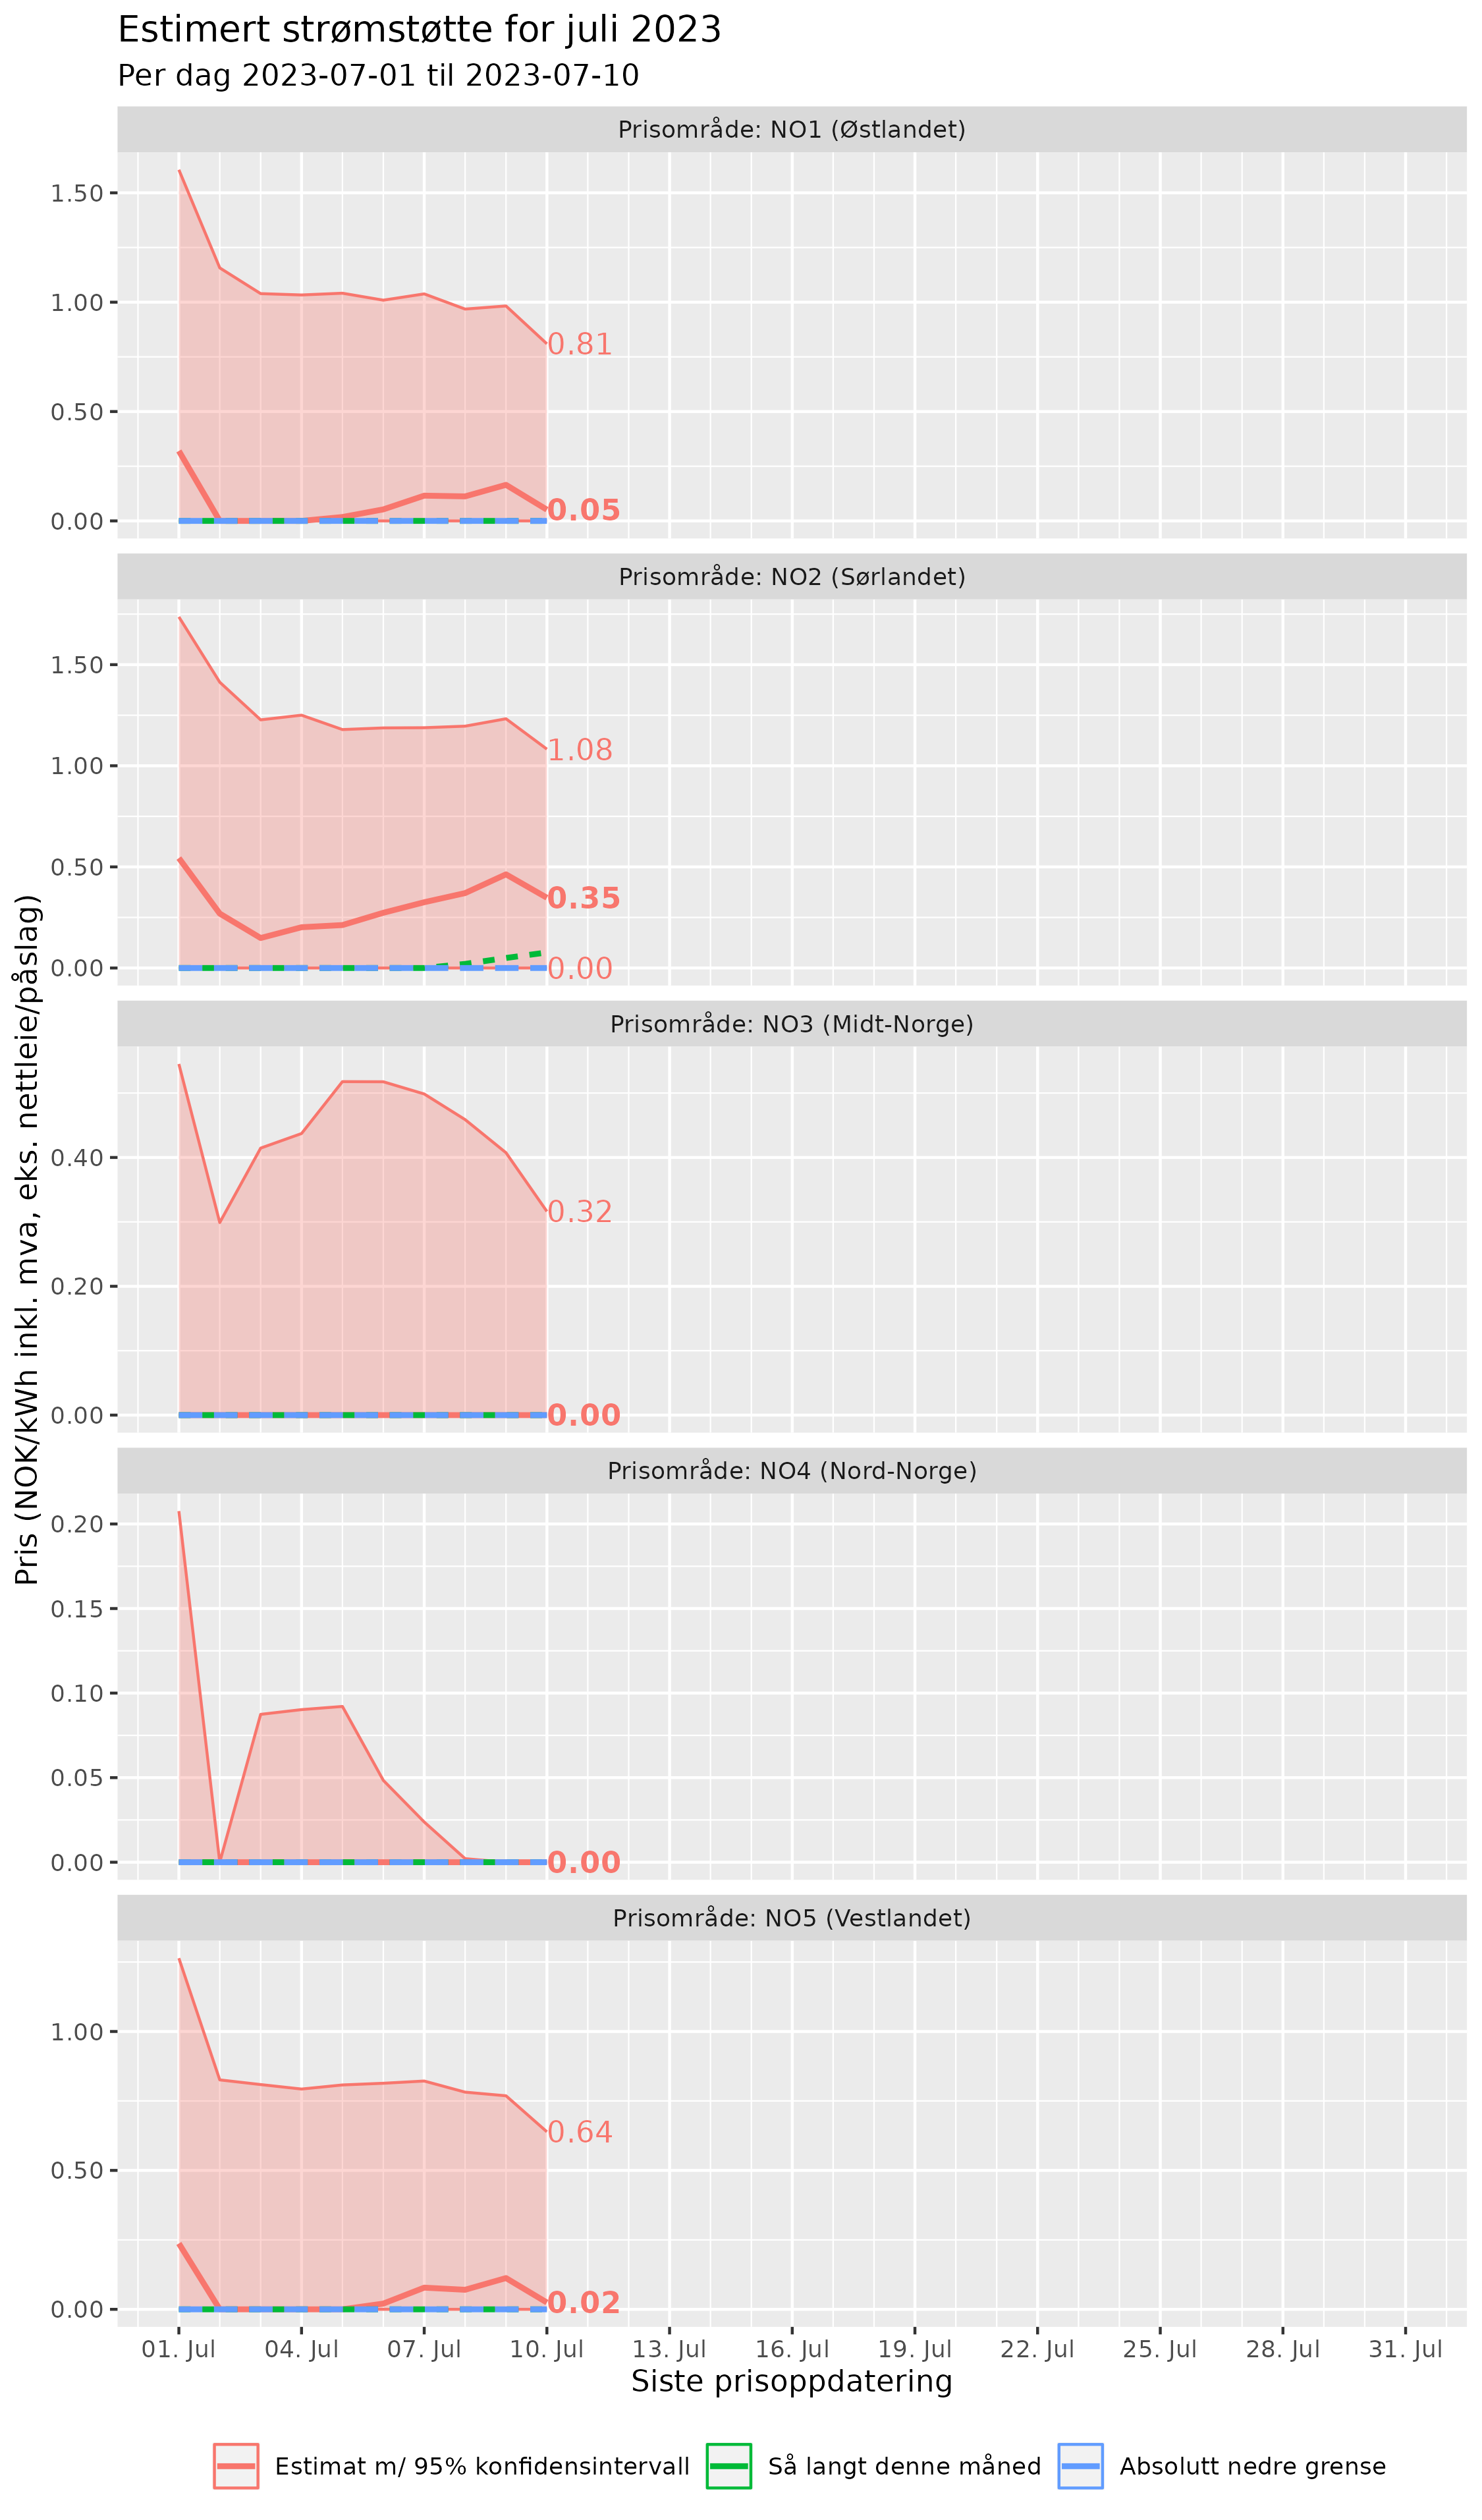 Estimert strømstøtte for juli 2023
Per dag 2023-07-01 til 2023-07-10
Pris (NOK/kWh inkl. mva, eks. nettleie/påslag)
Prisområde: NO1 (Østlandet)
1.50
1.00
0.50
0.00
0.81
0.05
Prisområde: NO2 (Sørlandet)
1.50
1.00
0.50
0.00
1.08
0.35
0.00
Prisområde: NO3 (Midt-Norge)
0.40
0.20
0.00
0.32
0.00
Prisområde: NO4 (Nord-Norge)
0.20
0.15
0.10
0.05
0.00
0.00
Prisområde: NO5 (Vestlandet)
1.00
0.50
0.00
0.64
0.02
01. Jul 04. Jul 07. Jul 10. Jul 13. Jul 16. Jul 19. Jul 22. Jul 25. Jul 28. Jul 31. Jul
Siste prisoppdatering
Estimat m/ 95% konfidensintervall Så langt denne måned Absolutt nedre grense